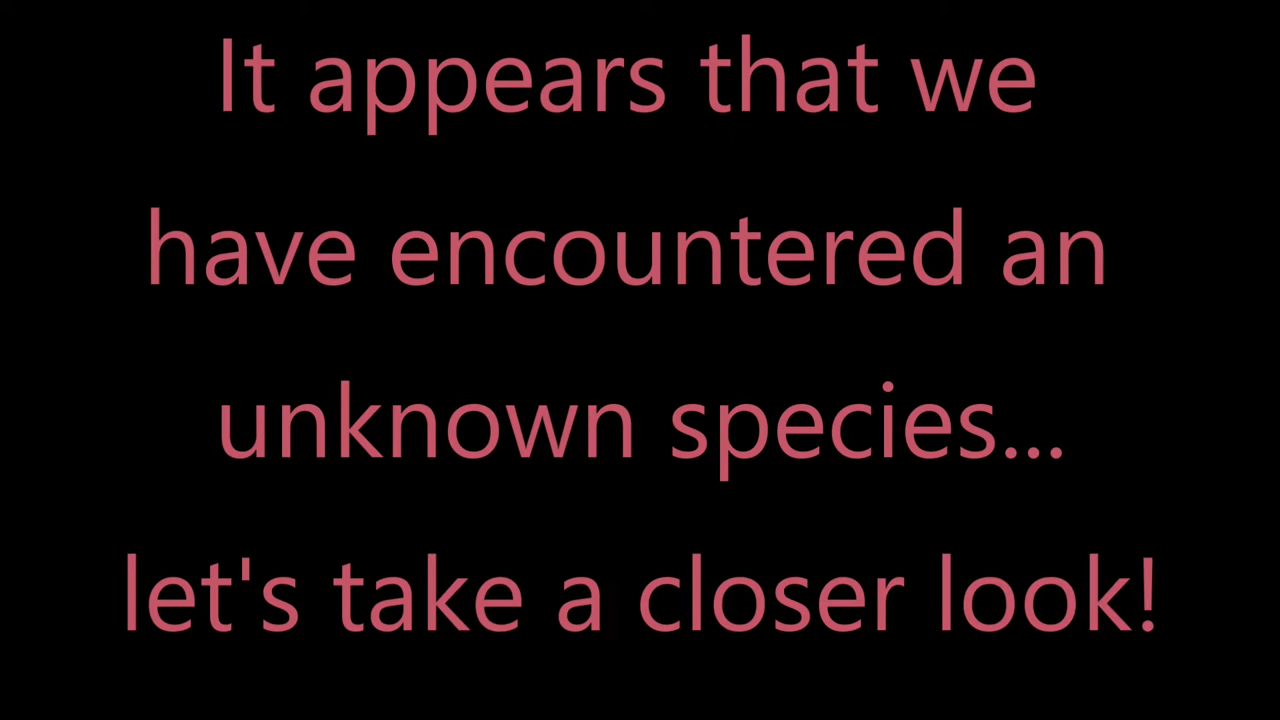 It appears that we
have encountered an
unknown species...
let's take a closer look!